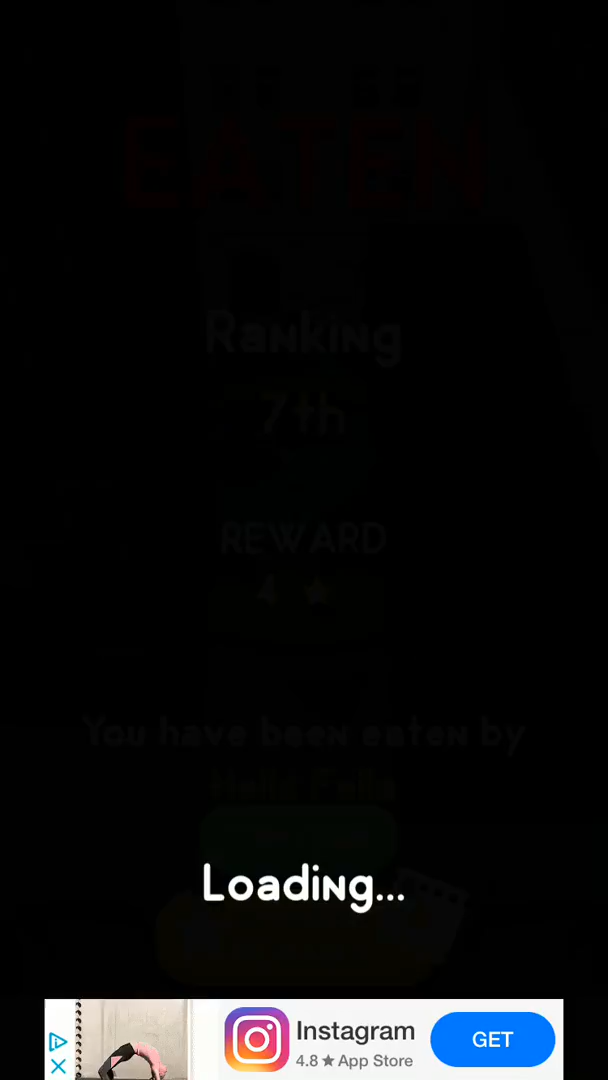 EATEN
Ranking
7th
REWARD
4
You have been eaten by
Loading...
Instagram
4.8 ★ App Store
GET